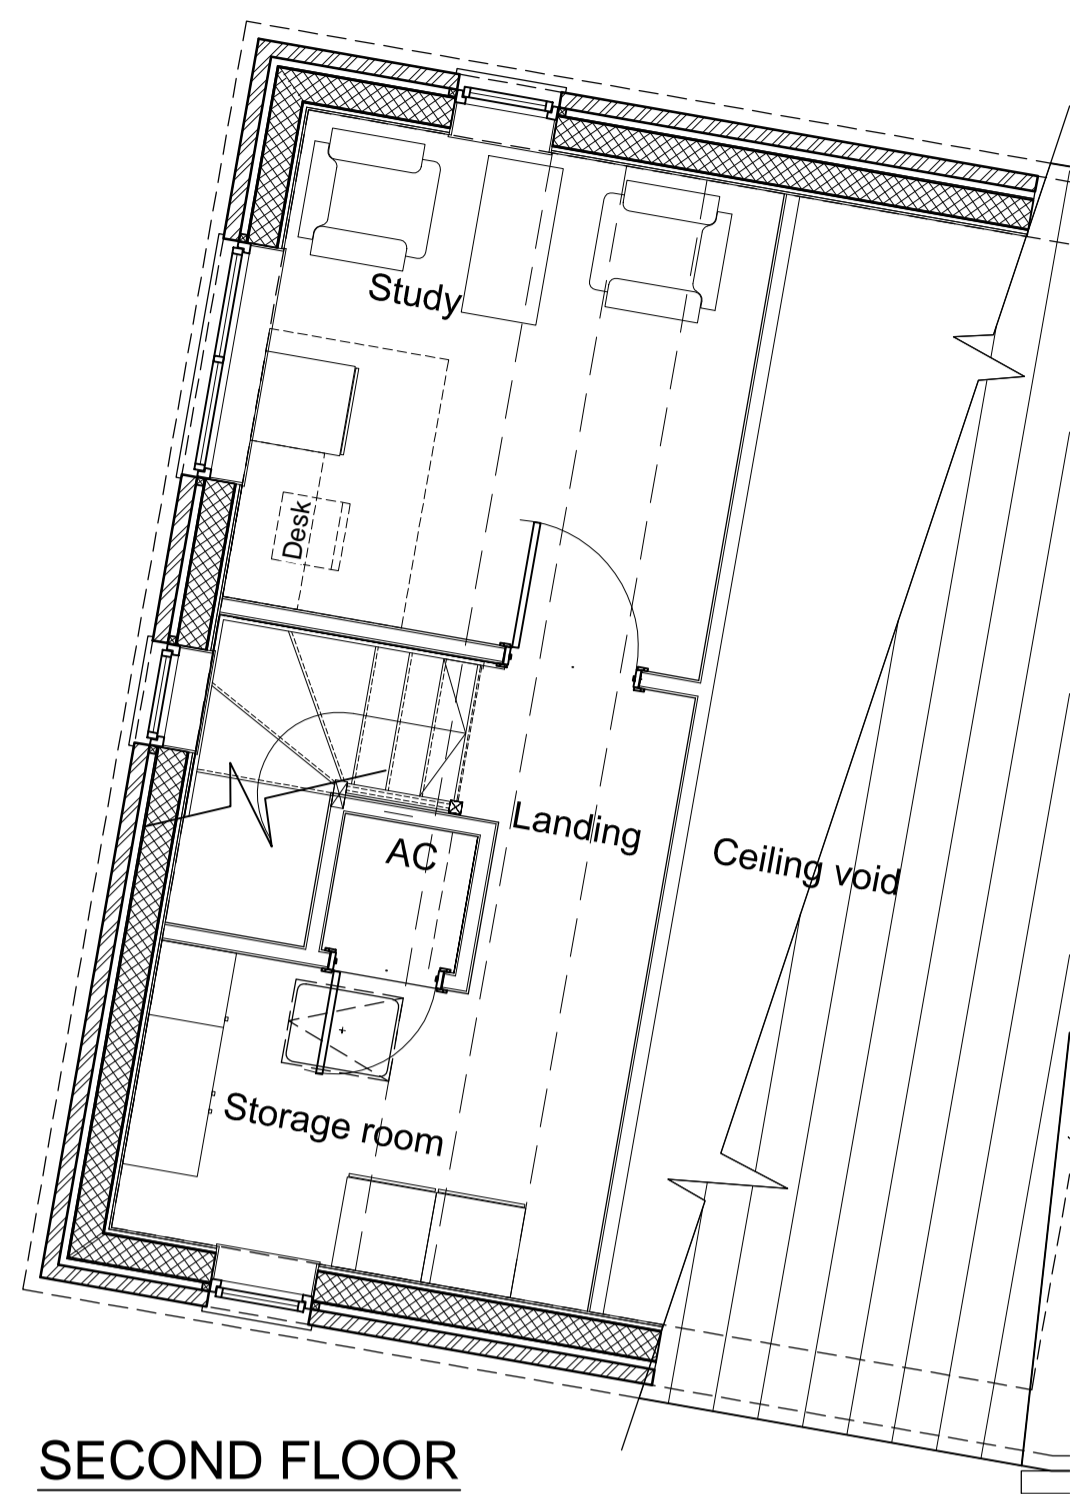 Study
Desk
Landing
AC
Ceiling void
Storage room
SECOND FLOOR